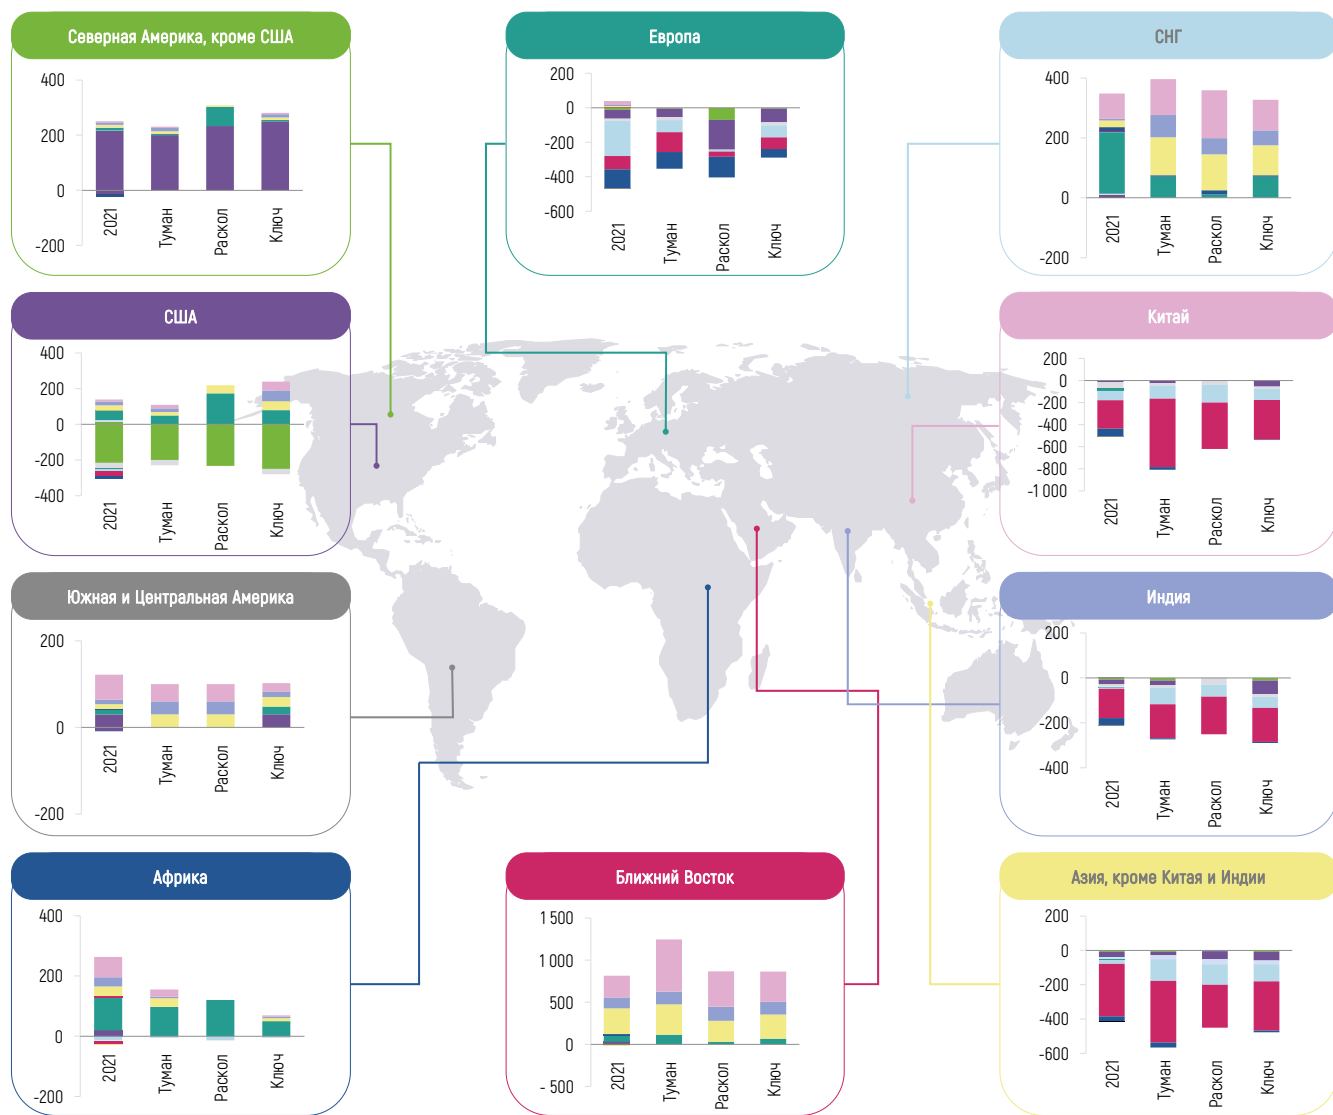 Северная Америка, кроме США
400
200
0
-200
2021
Туман
Раскол
Ключ
Европа
200
0
-200
-400
-600
2021
Туман
Раскол
Ключ
СНГ
400
200
0
-200
2021
Туман
Раскол
Ключ
США
400
200
0
-200
-400
2021
Туман
Раскол
Ключ
Китай
200
0
-200
-400
-600
-800
-1 000
2021
Туман
Раскол
Ключ
Южная и Центральная Америка
200
0
-200
2021
Туман
Раскол
Ключ
Индия
200
0
-200
-400
2021
Туман
Раскол
Ключ
Африка
400
200
0
-200
2021
Туман
Раскол
Ключ
Ближний Восток
1 500
1 000
500
0
- 500
2021
Туман
Раскол
Ключ
Азия, кроме Китая и Индии
200
0
-200
-400
-600
2021
Туман
Раскол
Ключ